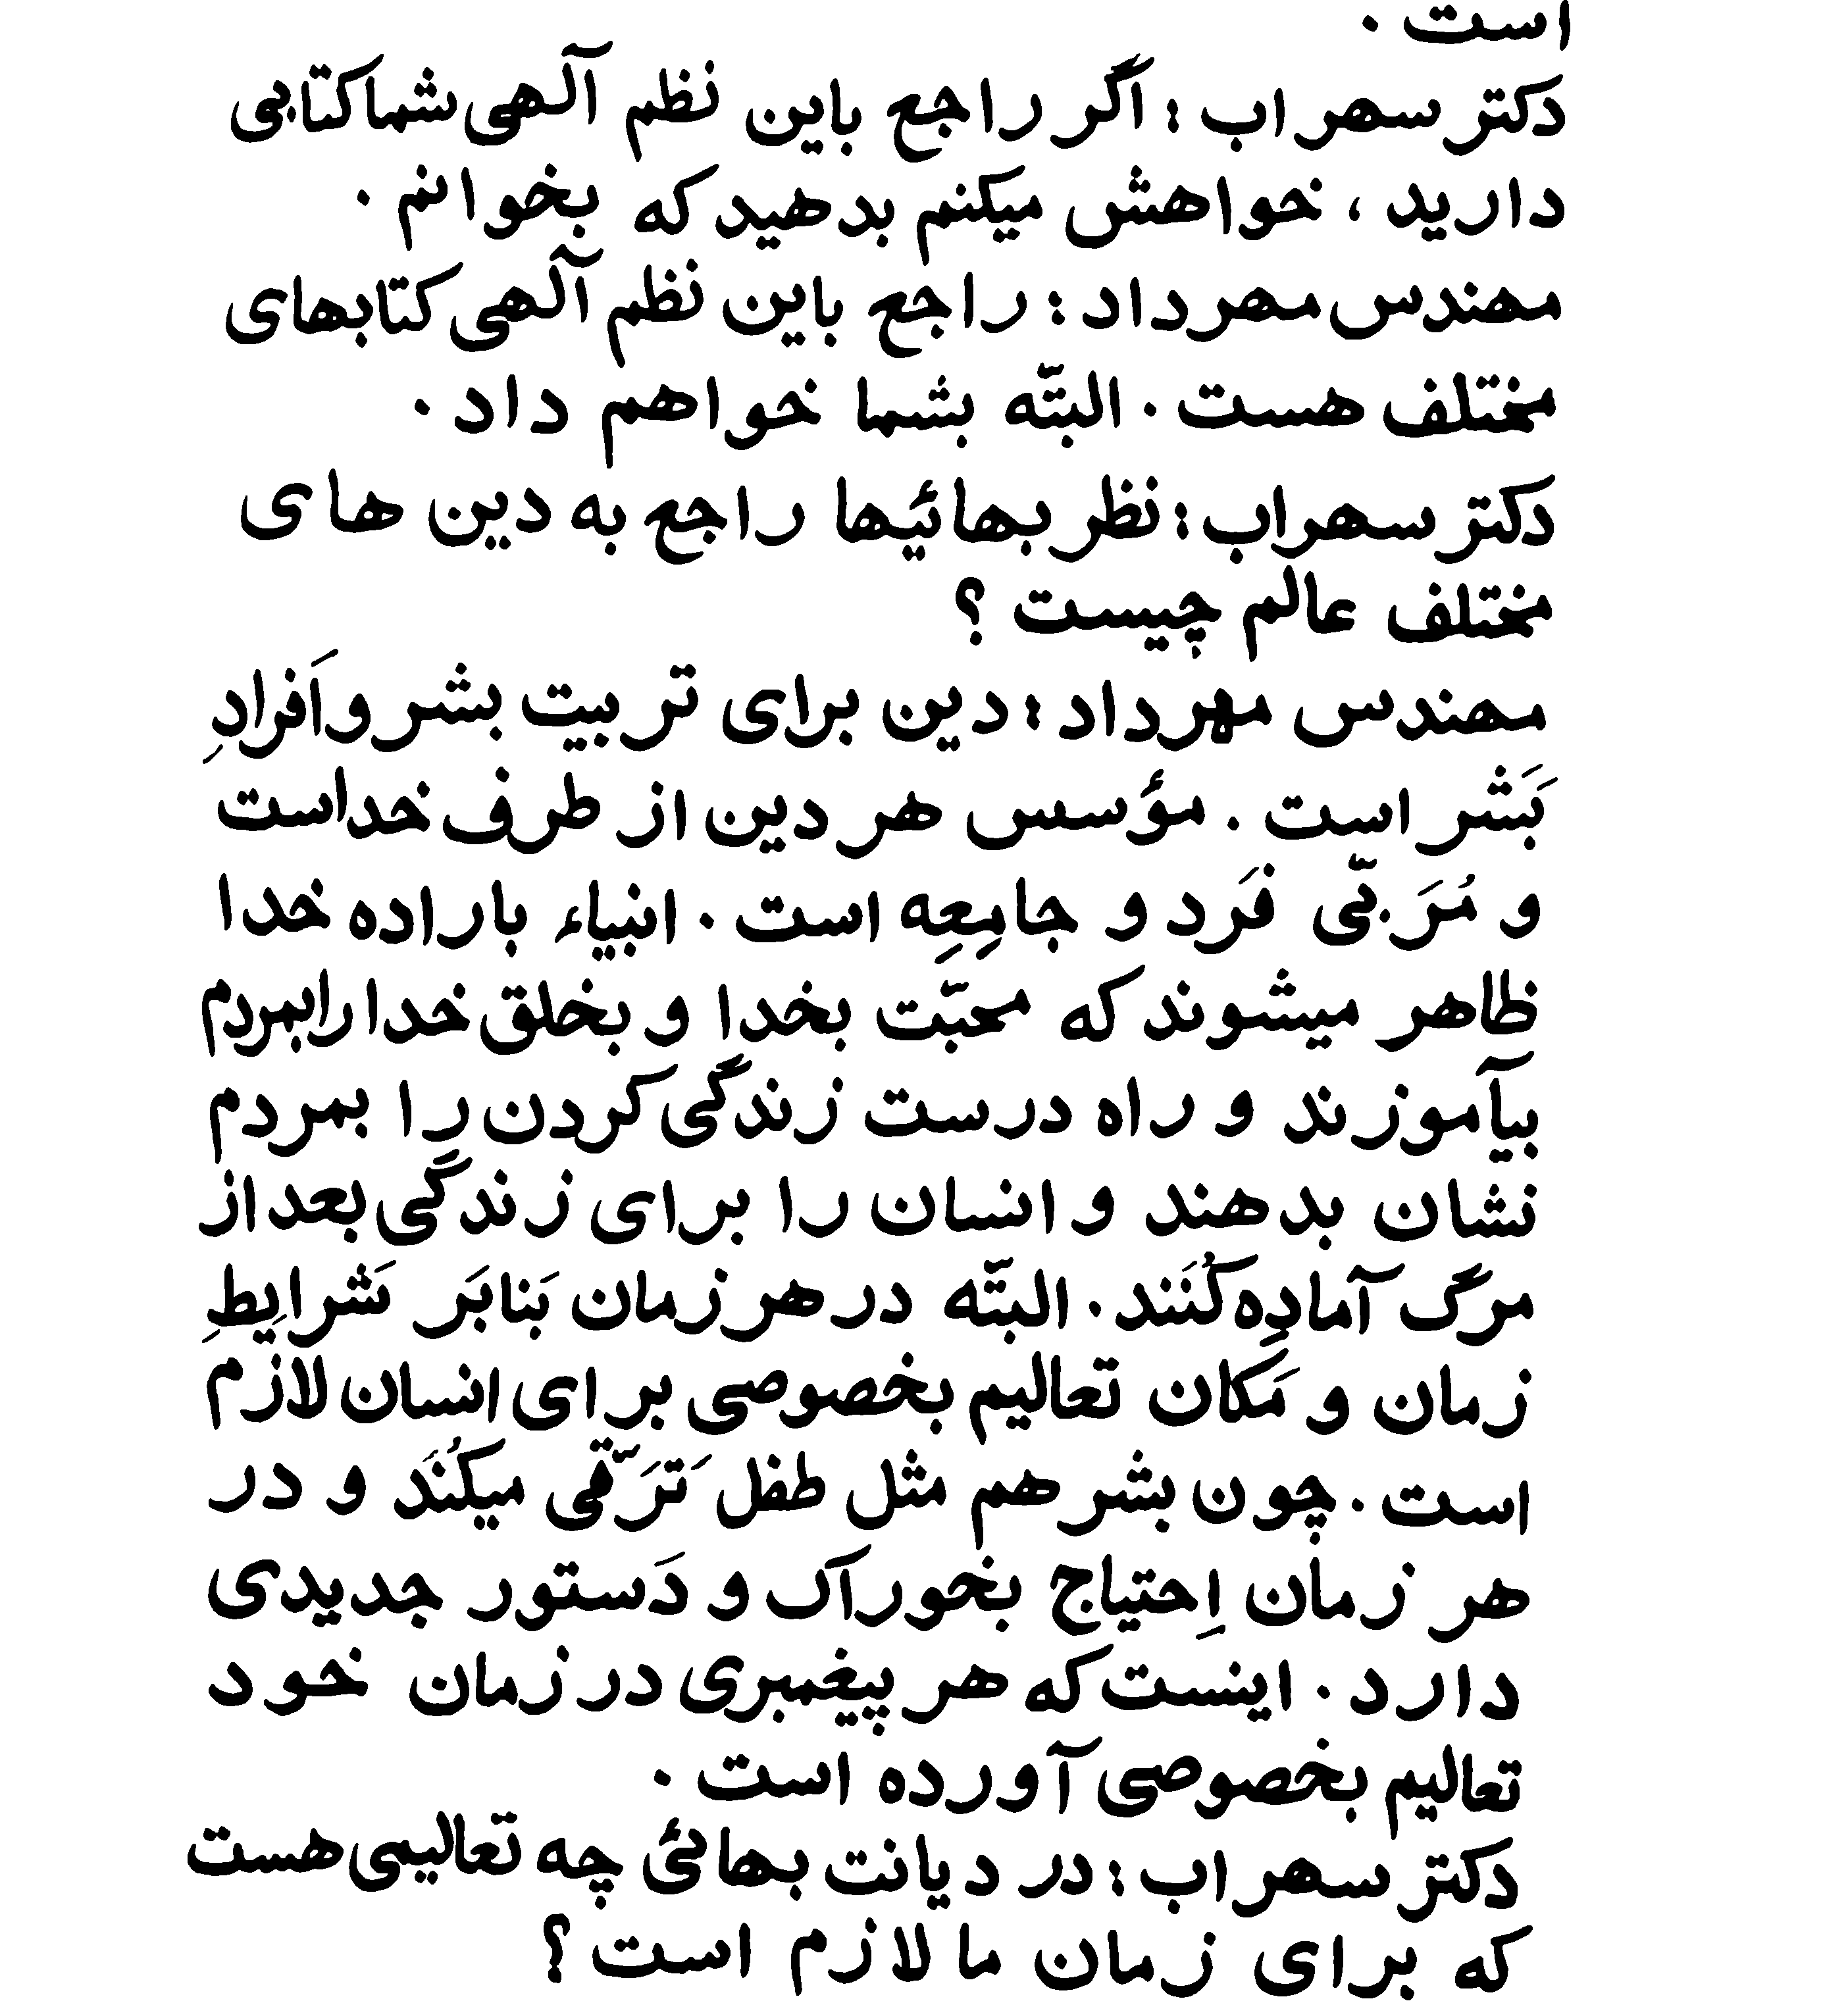 است .
دکتر سهراب : اگر راجع باین نظم آلهی شما کتابی
دارید ، خواهش میکنم بدهید که بخوانم .
مهندس مهرداد : راجع باین نظم آلهی کتابهای
مختلف هست . البتّه بشما خواهم داد .
دکتر سهراب : نظر بهائیها راجع به دین های
مختلف عالم چیست ؟
مهندس مهرداد : دین برای تربیت بشر و اَفرادِ
بَشَر است . مؤسس هر دین از طرف خداست
و مُرَبّی فَرد و جامِعِه است . انبیاء باراده خدا
ظاهر میشوند که محبّت بخدا و بخلق خدا را بمردم
بیآموزند و راه درست زندگی کردن را بمردم
نشان بدهند و انسان را برای زندگی بعد از
مرگ آمادِه کُنَند . البتّه در هر زمان بَنابَر شَرایِطِ
زمان و مَکان تعالیم بخصوصی برای انسان لازم
است . چون بشر هم مثل طفل تَرَقّی میکُنَد و در
هر زمان اِحتیاج بخوراک و دَستور جدیدی
دارد . اینست که هر پیغمبری در زمان خود
تعالیم بخصوصی آورده است .
دکتر سهراب : در دیانت بهائی چه تعالیمی هست
که برای زمان ما لازم است ؟